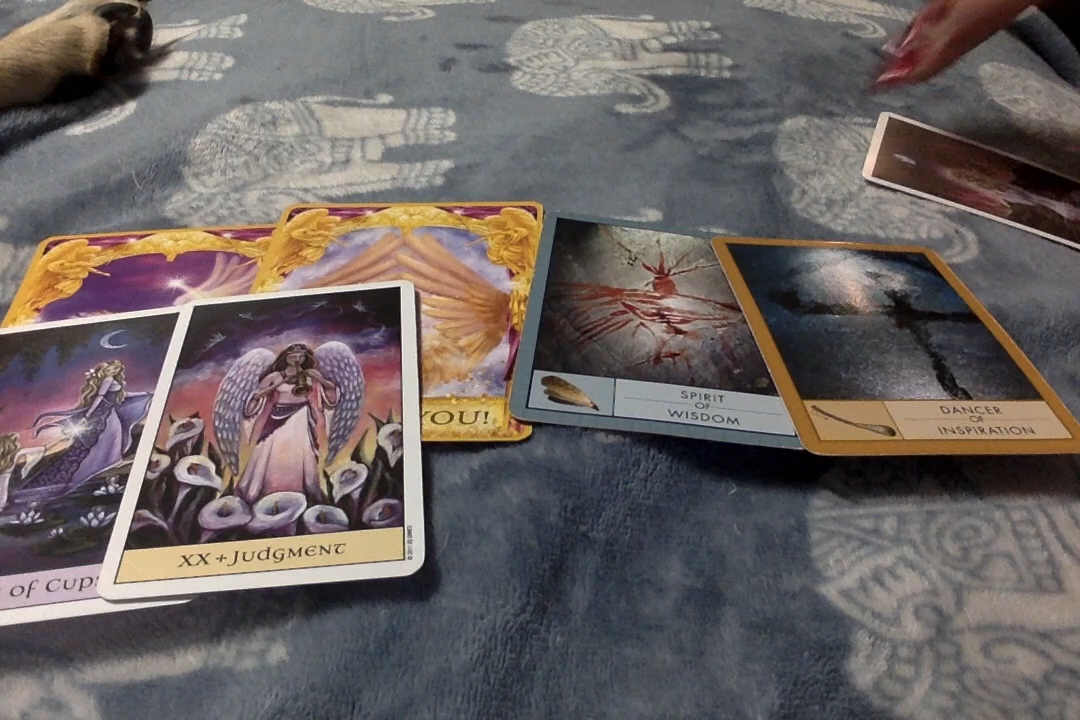 YOU!
SPIRIT
OF
WISDOM
DANCER
OF
INSPIRATION
XX + JUDGMENT
OF CUPS